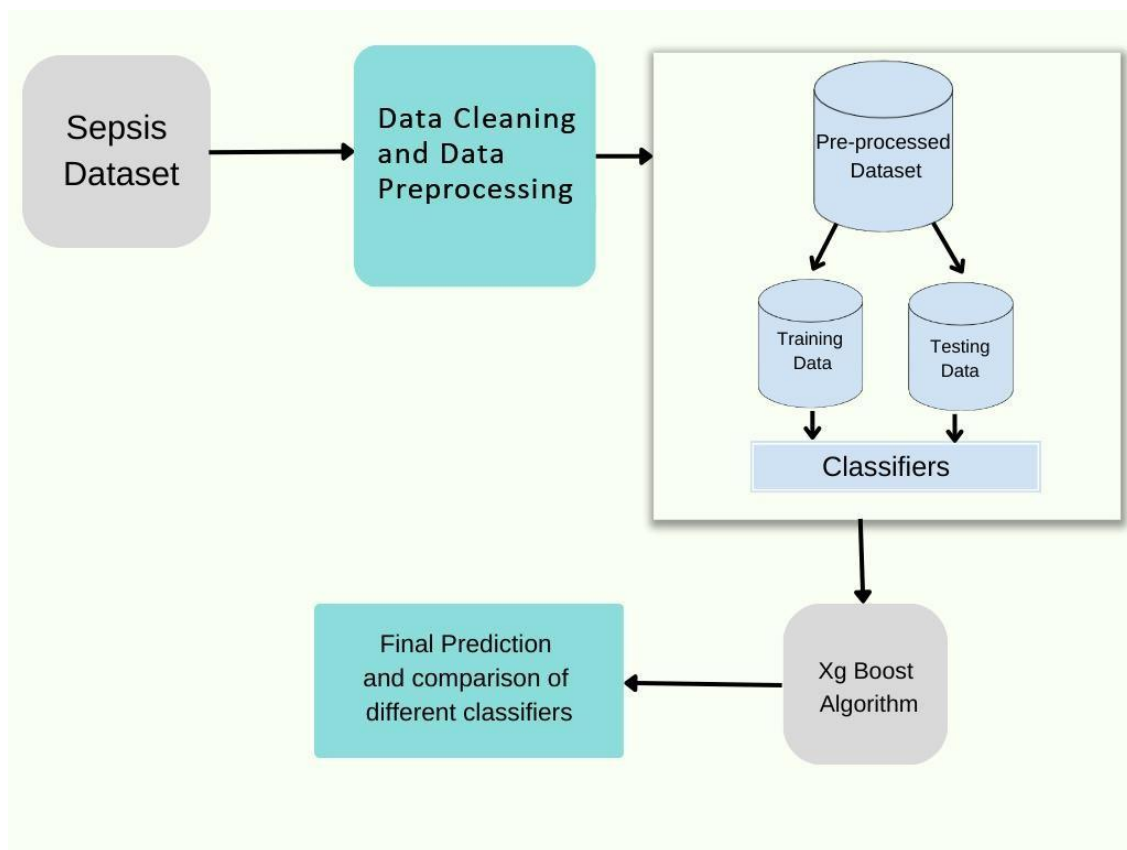 Sepsis
Dataset
Data Cleaning
and Data
Preprocessing
Pre-processed
Dataset
Training
Data
Testing
Data
Classifiers
Xg Boost
Algorithm
Final Prediction
and comparison of
different classifiers